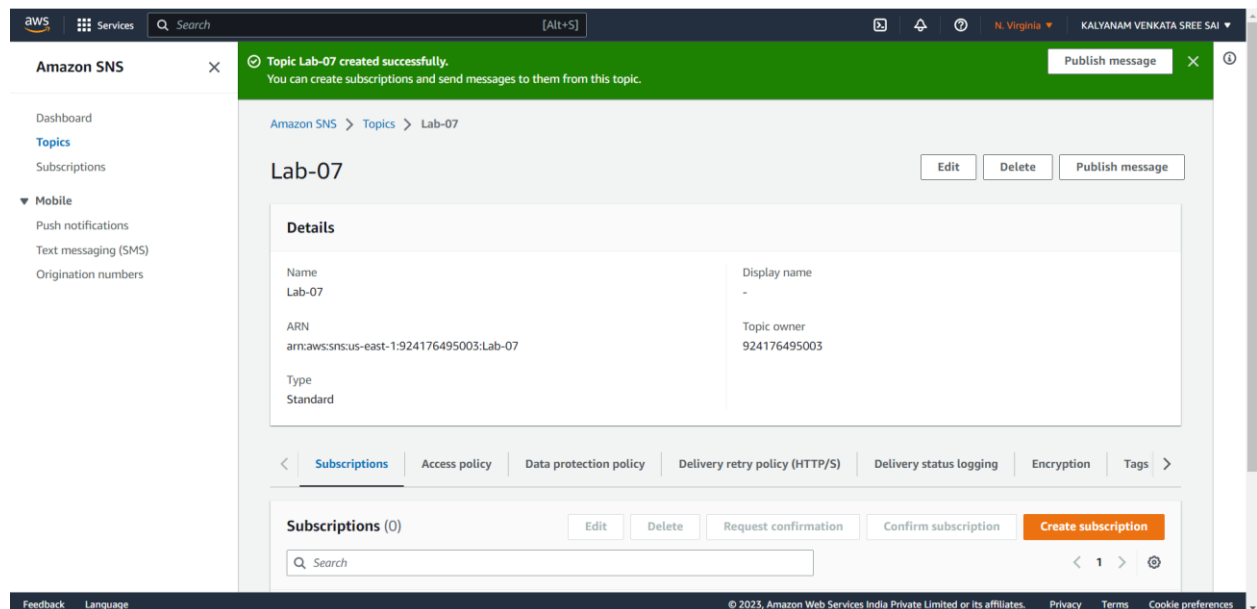 aws
Services
Search
[Alt+S]
N. Virginia
KALYANAM VENKATA SREE SAI
Amazon SNS
Dashboard
Topics
Subscriptions
Mobile
Push notifications
Text messaging (SMS)
Origination numbers
Topic Lab-07 created successfully.
You can create subscriptions and send messages to them from this topic.
Publish message
Amazon SNS > Topics > Lab-07
Lab-07
Edit
Delete
Publish message
Details
Name
Lab-07
ARN
arn:aws:sns:us-east-1:924176495003:Lab-07
Type
Standard
Display name
-
Topic owner
924176495003
Subscriptions
Access policy
Data protection policy
Delivery retry policy (HTTP/S)
Delivery status logging
Encryption
Tags
Subscriptions (0)
Edit
Delete
Request confirmation
Confirm subscription
Create subscription
Search
1
Feedback
Language
© 2023, Amazon Web Services India Private Limited or its affiliates.
Privacy
Terms
Cookie preferences